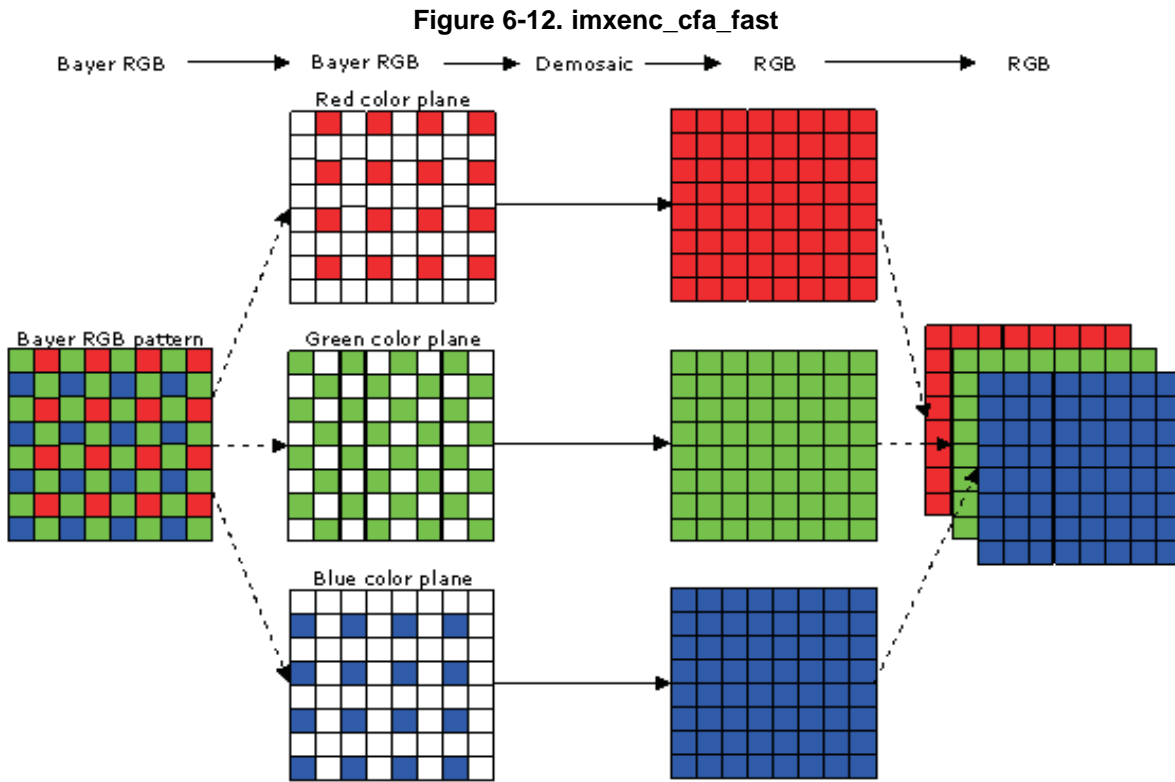 Figure 6-12. imxenc_cfa_fast
Bayer RGB Bayer RGB Demosaic RGB RGB
Red color plane
Bayer RGB pattern
Green color plane
Blue color plane